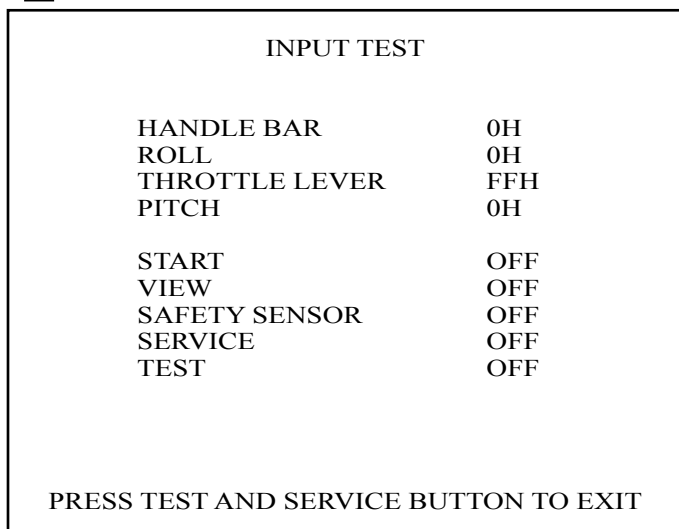 INPUT TEST
HANDLE BAR 0H
ROLL 0H
THROTTLE LEVER FFH
PITCH 0H
START OFF
VIEW OFF
SAFETY SENSOR OFF
SERVICE OFF
TEST OFF
PRESS TEST AND SERVICE BUTTON TO EXIT